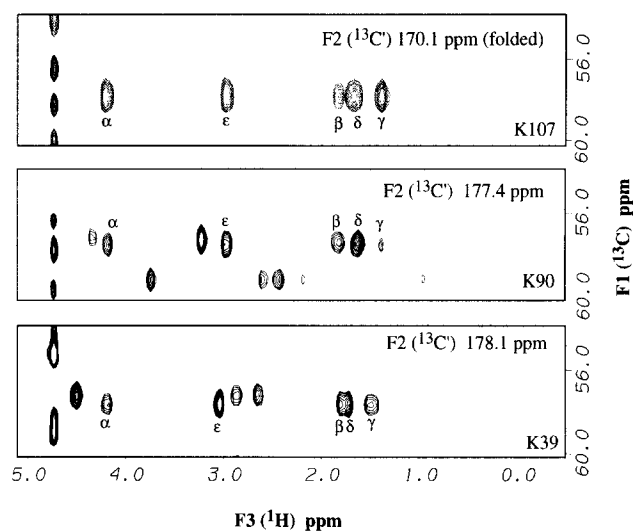 F2 (¹³C') 170.1 ppm (folded)
56.0
α ε β δ γ
60.0
K107
F2 (¹³C') 177.4 ppm
56.0
α ε β δ γ
60.0
K90
F2 (¹³C') 178.1 ppm
56.0
α ε β δ γ
60.0
K39
F1 (¹³C) ppm
5.0 4.0 3.0 2.0 1.0 0.0
F3 (¹H) ppm